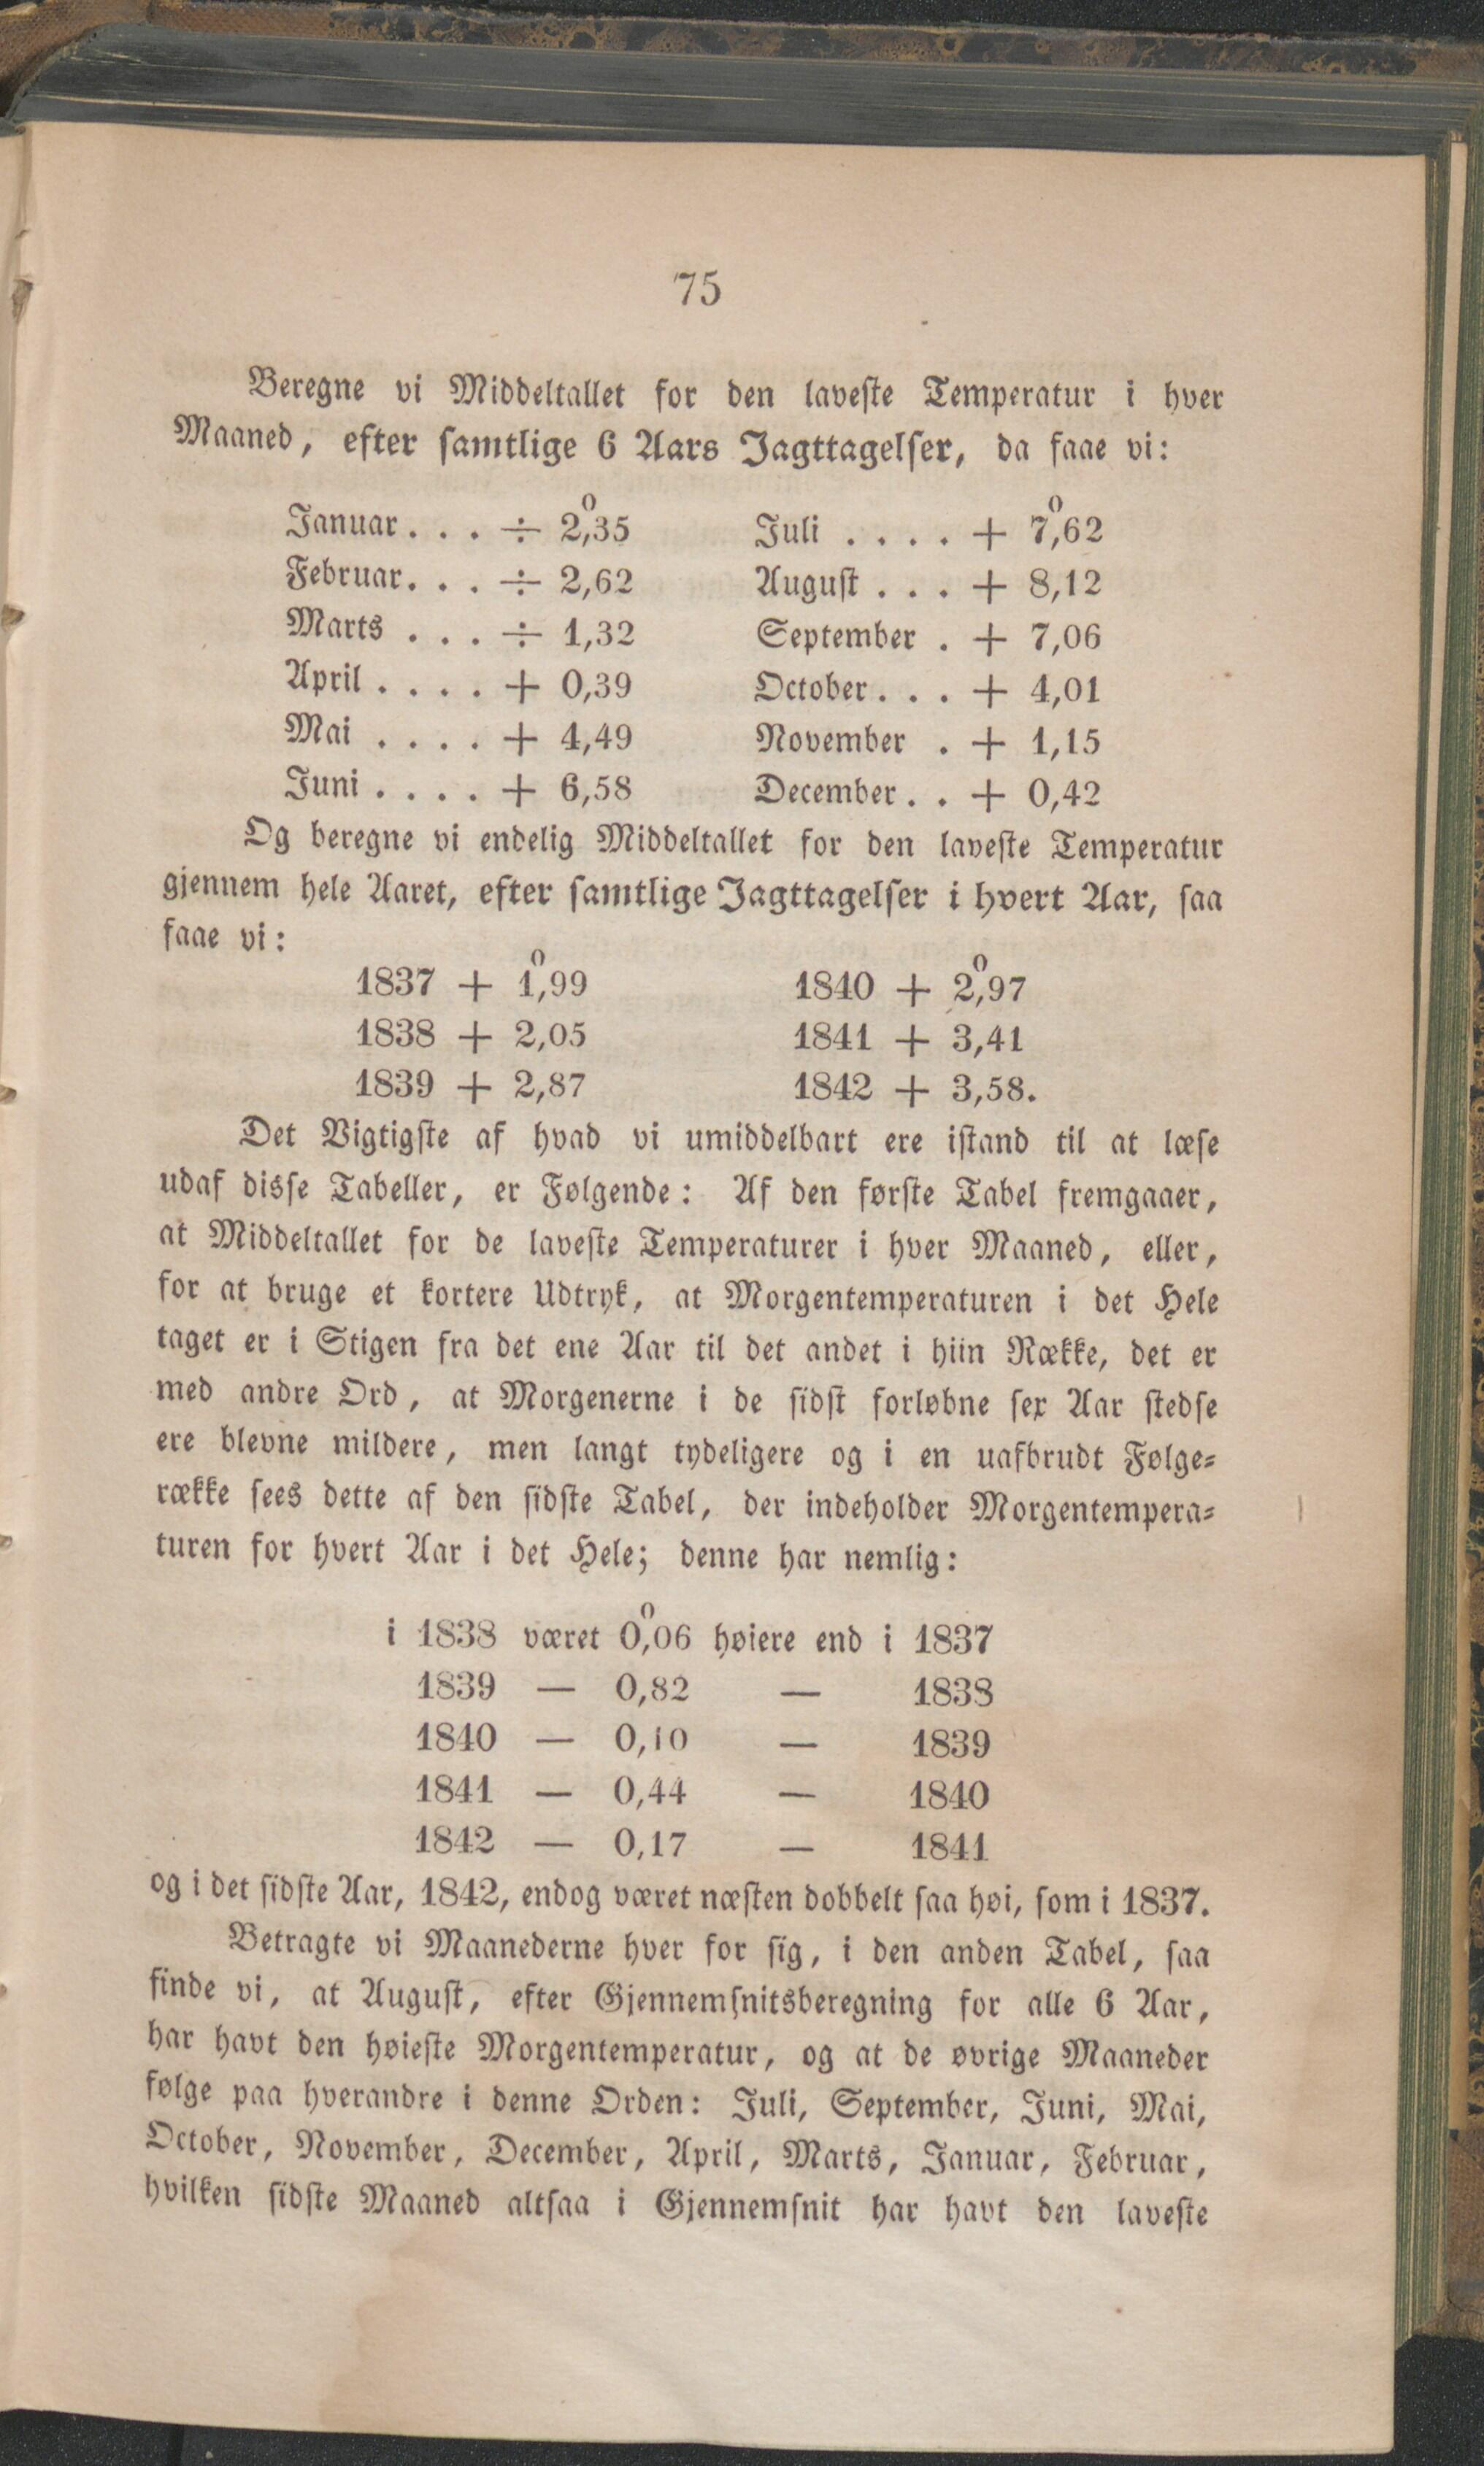 75
Beregne vi Middeltallet for den laveste Temperatur i hver
Maaned, efter samtlige 6 Aars Jagttagelser, da faae vi:
Januar . . . ÷ 2,°35 Juli . . . . + 7,°62
Februar . . . ÷ 2,62 August . . . + 8,12
Marts . . . ÷ 1,32 September . + 7,06
April . . . . + 0,39 October . . . + 4,01
Mai . . . . + 4,49 November . + 1,15
Juni . . . . + 6,58 December . . + 0,42
Og beregne vi endelig Middeltallet for den laveste Temperatur
gjennem hele Aaret, efter samtlige Jagttagelser i hvert Aar, saa
faae vi:
1837 + 1,°99 1840 + 2,°97
1838 + 2,05 1841 + 3,41
1839 + 2,87 1842 + 3,58.
Det Vigtigste af hvad vi umiddelbart ere istand til at læse
udaf disse Tabeller, er Følgende: Af den første Tabel fremgaaer,
at Middeltallet for de laveste Temperaturer i hver Maaned, eller,
for at bruge et kortere Udtryk, at Morgentemperaturen i det Hele
taget er i Stigen fra det ene Aar til det andet i hiin Række, det er
med andre Ord, at Morgenerne i de sidst forløbne sex Aar stedse
ere blevne mildere, men langt tydeligere og i en uafbrudt Følge-
række sees dette af den sidste Tabel, der indeholder Morgentempera-
turen for hvert Aar i det Hele; denne har nemlig:
i 1838 været 0,°06 høiere end i 1837
1839 — 0,82 — 1838
1840 — 0,10 — 1839
1841 — 0,44 — 1840
1842 — 0,17 — 1841
og i det sidste Aar, 1842, endog været næsten dobbelt saa høi, som i 1837.
Betragte vi Maanederne hver for sig, i den anden Tabel, saa
finde vi, at August, efter Gjennemsnitsberegning for alle 6 Aar,
har havt den høieste Morgentemperatur, og at de øvrige Maaneder
følge paa hverandre i denne Orden: Juli, September, Juni, Mai,
October, November, December, April, Marts, Januar, Februar,
hvilken sidste Maaned altsaa i Gjennemsnit har havt den laveste